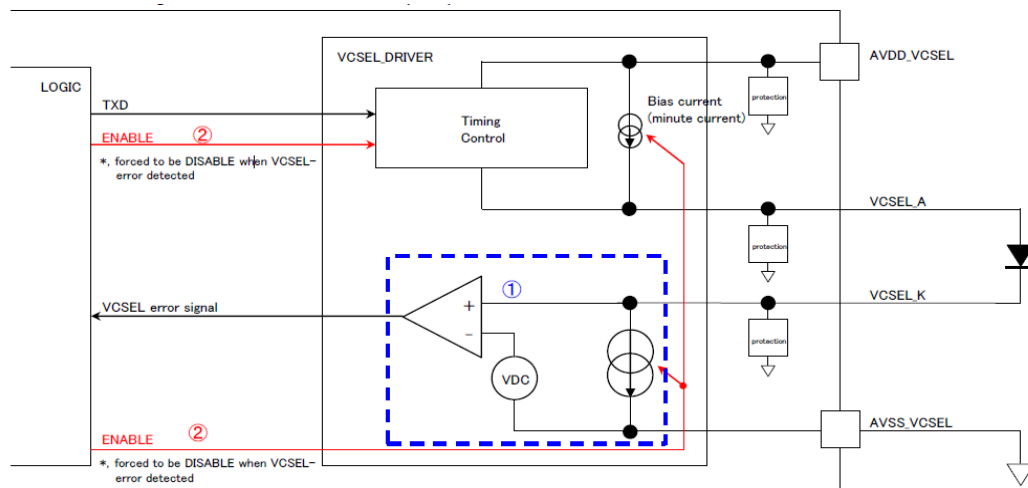 VCSEL_DRIVER
AVDD_VCSEL
LOGIC
protection
TXD
Bias current
(minute current)
Timing
Control
ENABLE ②
*, forced to be DISABLE when VCSEL-
error detected
VCSEL_A
protection
①
VCSEL_K
VCSEL error signal
+
-
protection
VDC
ENABLE ②
AVSS_VCSEL
*, forced to be DISABLE when VCSEL-
error detected